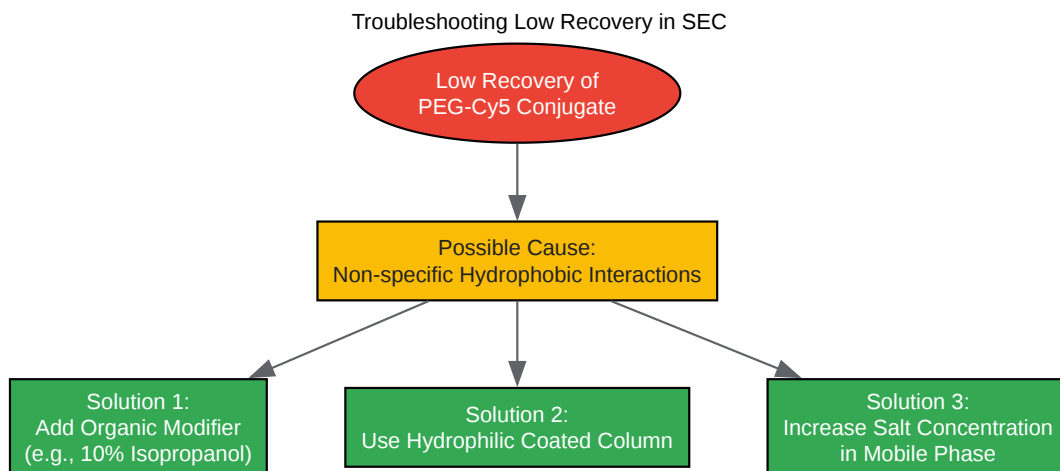 Troubleshooting Low Recovery in SEC
Low Recovery of
PEG-Cy5 Conjugate
Possible Cause:
Non-specific Hydrophobic Interactions
Solution 1:
Add Organic Modifier
(e.g., 10% Isopropanol)
Solution 2:
Use Hydrophilic Coated Column
Solution 3:
Increase Salt Concentration
in Mobile Phase